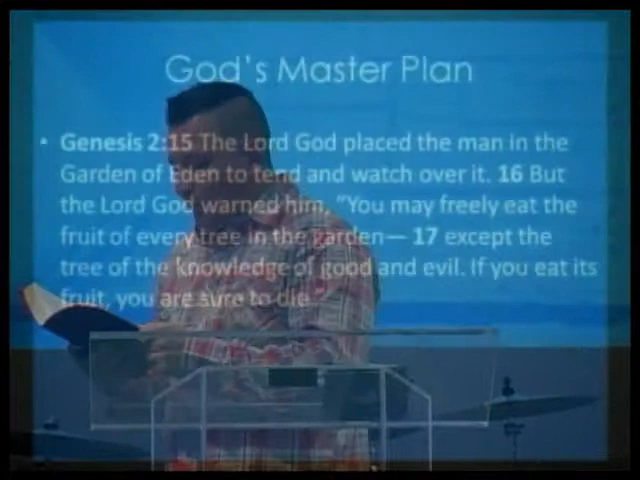 God's Master Plan
• Genesis 2:15 The Lord God placed the man in the
Garden of Eden to tend and watch over it. 16 But
the Lord God warned him, "You may freely eat the
fruit of every tree in the garden— 17 except the
tree of the knowledge of good and evil. If you eat its
fruit, you are sure to die